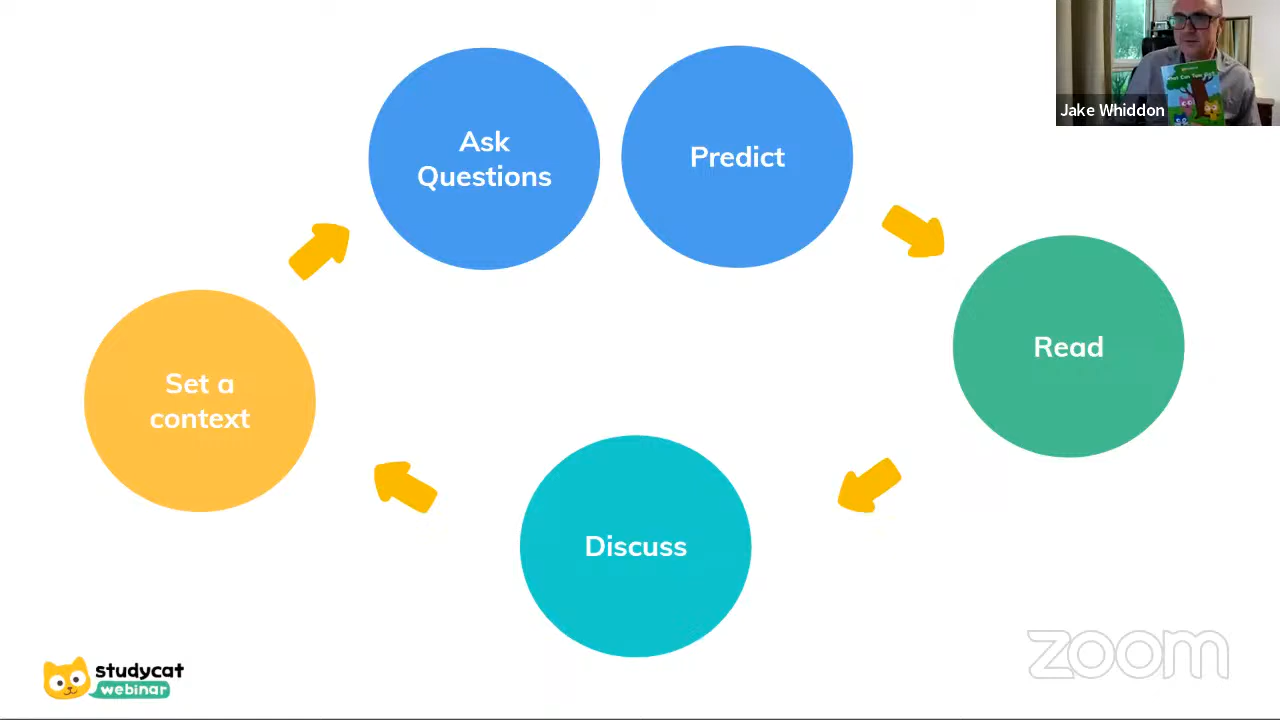 Ask
Questions
Predict
Jake Whiddon
Read
Set a
context
Discuss
studycat
webinar
zoom